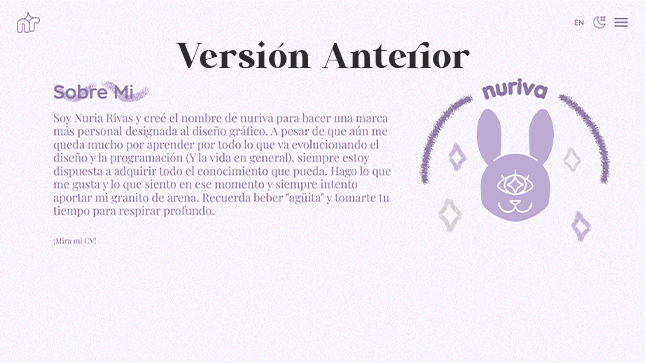 nr
EN
Versión Anterior
Sobre Mi
nuriva
Soy Nuria Rivas y creé el nombre de nuriva para hacer una marca
más personal designada al diseño gráfico. A pesar de que aún me
queda mucho por aprender por todo lo que va evolucionando el
diseño y la programación (Y la vida en general), siempre estoy
dispuesta a adquirir todo el conocimiento que pueda. Hago lo que
me gusta y lo que siento en ese momento y siempre intento
aportar mi granito de arena. Recuerda beber "agüita" y tomarte tu
tiempo para respirar profundo.
¡Mira mi CV!